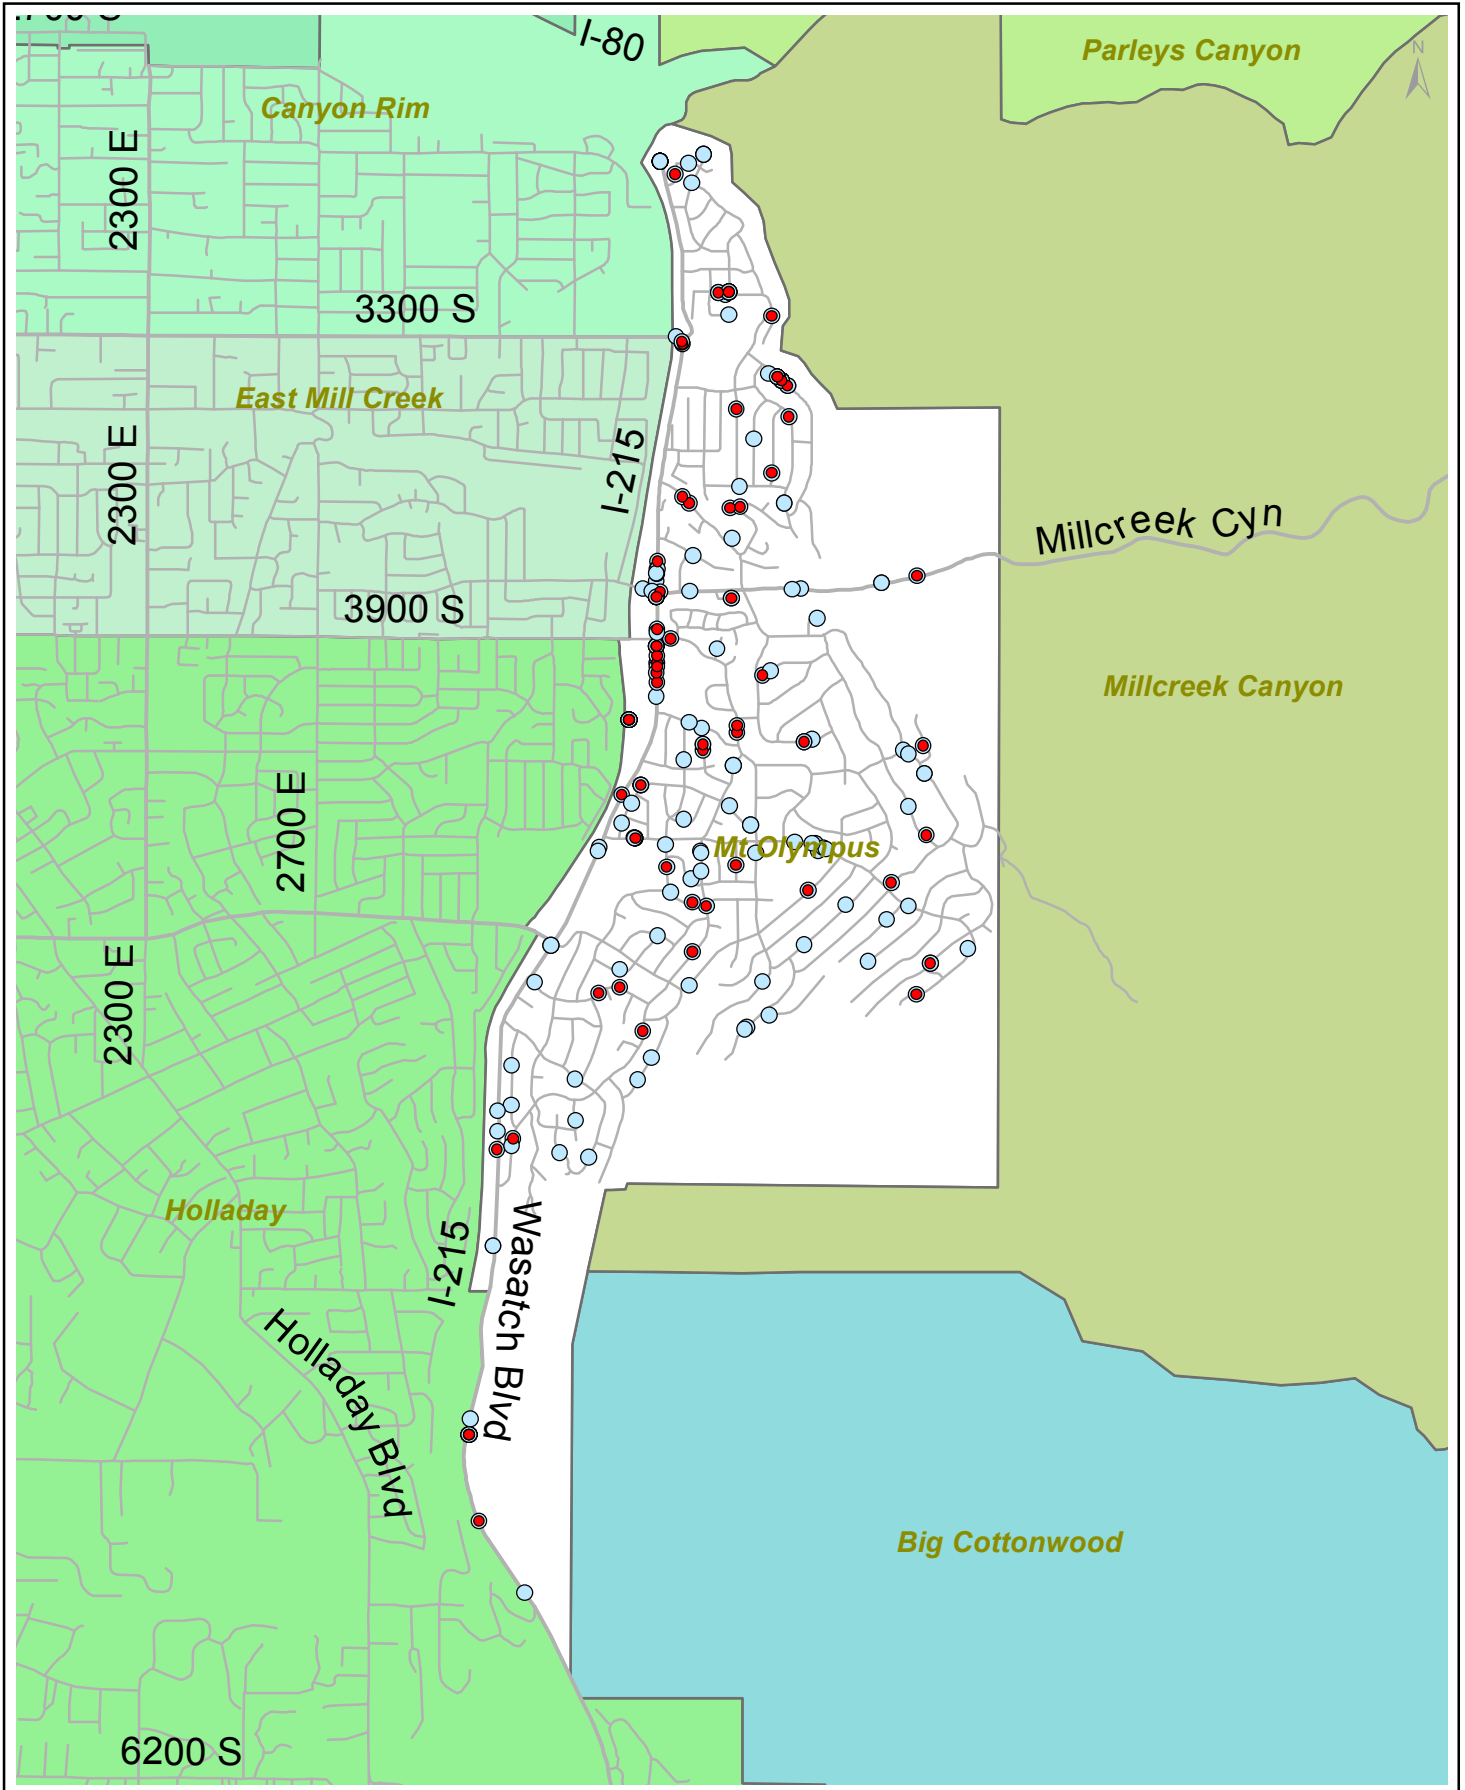 I-80
Parleys Canyon
N
Canyon Rim
2300 E
3300 S
East Mill Creek
2300 E
I-215
Millcreek Cyn
3900 S
Millcreek Canyon
2700 E
Mt Olympus
2300 E
Holladay
I-215
Wasatch Blvd
Holladay Blvd
Big Cottonwood
6200 S